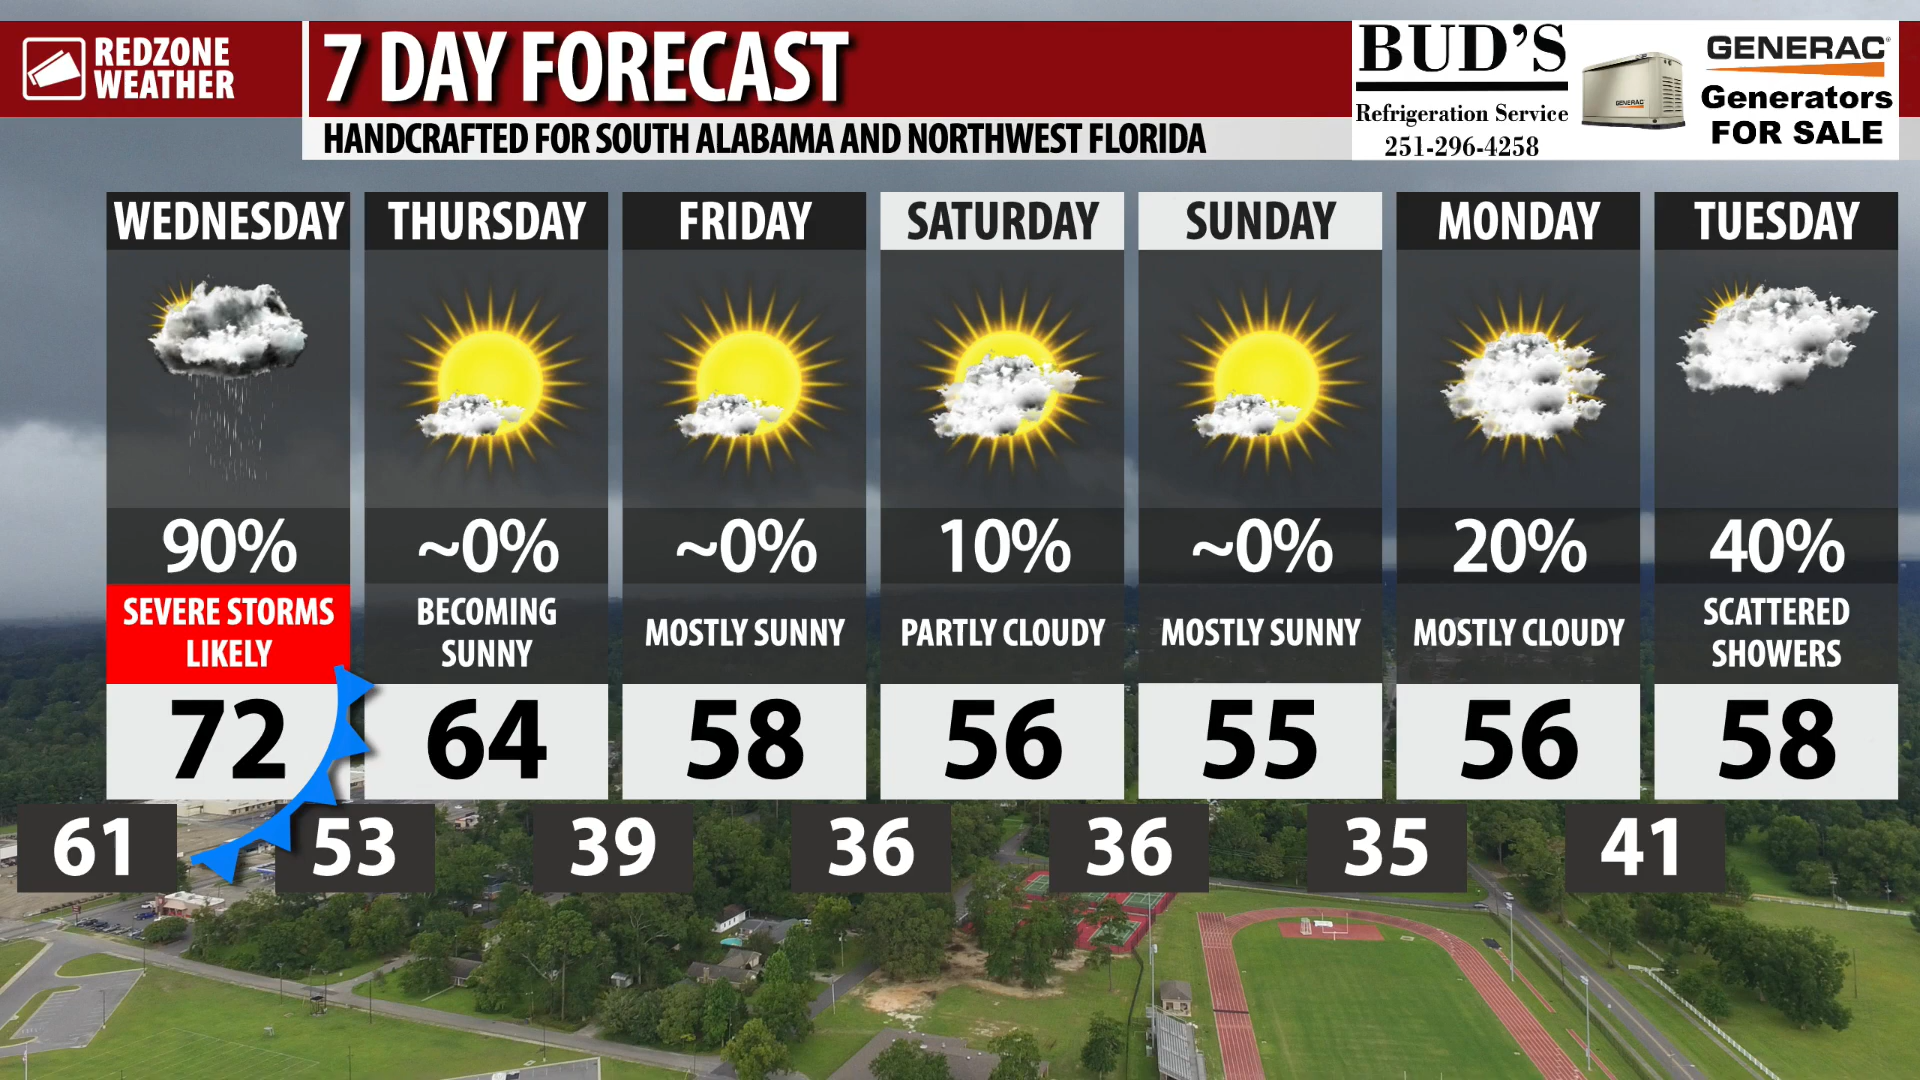 REDZONE
WEATHER
7 DAY FORECAST
HANDCRAFTED FOR SOUTH ALABAMA AND NORTHWEST FLORIDA
BUD'S
Refrigeration Service
251-296-4258
GENERAC
GENERAC
Generators
FOR SALE
WEDNESDAY
90%
SEVERE STORMS
LIKELY
72
THURSDAY
~0%
BECOMING
SUNNY
64
FRIDAY
~0%
MOSTLY SUNNY
58
SATURDAY
10%
PARTLY CLOUDY
56
SUNDAY
~0%
MOSTLY SUNNY
55
MONDAY
20%
MOSTLY CLOUDY
56
TUESDAY
40%
SCATTERED
SHOWERS
58
61
53
39
36
36
35
41